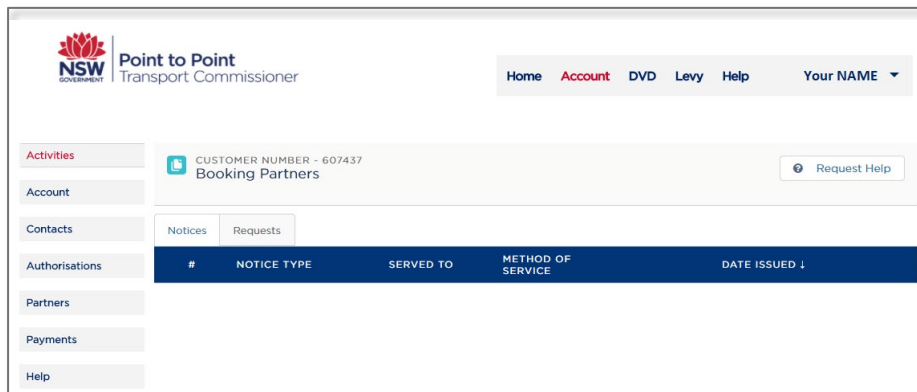 NSW
GOVERNMENT
Point to Point
Transport Commissioner
Home Account DVD Levy Help Your NAME
Activities
Account
Contacts
Authorisations
Partners
Payments
Help
CUSTOMER NUMBER - 607437
Booking Partners
Request Help
Notices Requests
# NOTICE TYPE SERVED TO METHOD OF
SERVICE DATE ISSUED ↓